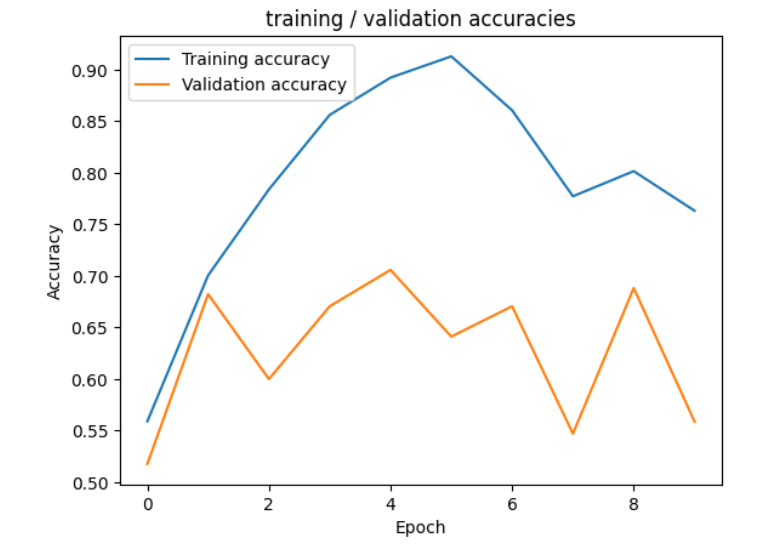 training / validation accuracies
Training accuracy
Validation accuracy
Accuracy
0.90
0.85
0.80
0.75
0.70
0.65
0.60
0.55
0.50
0 2 4 6 8
Epoch